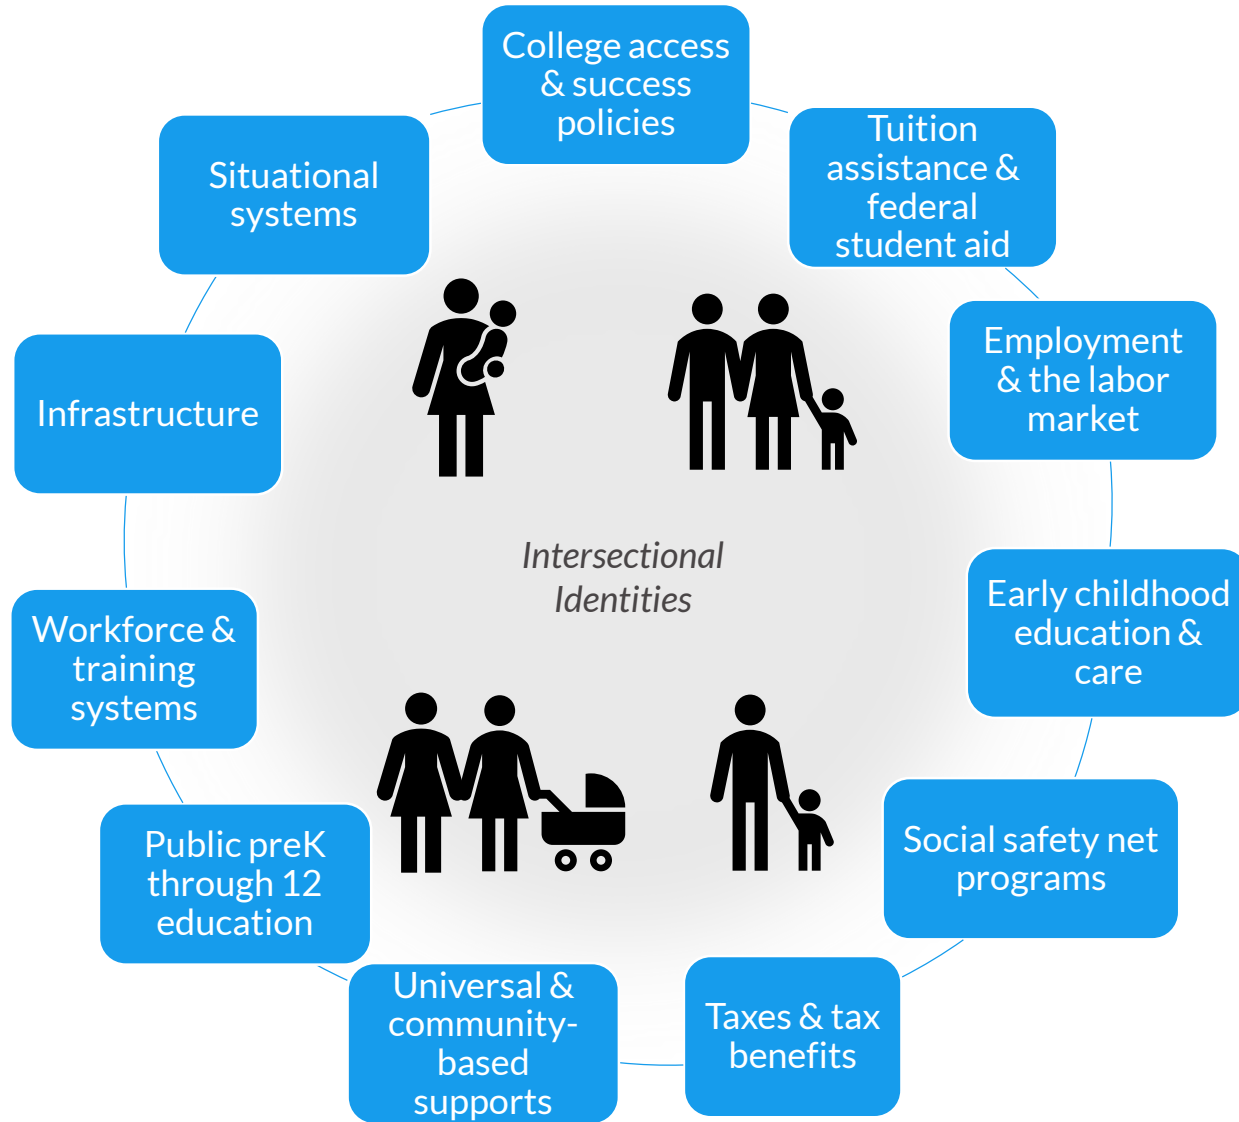 College access
& success
policies
Tuition
assistance &
federal
student aid
Employment
& the labor
market
Early childhood
education &
care
Social safety net
programs
Taxes & tax
benefits
Universal &
community-
based
supports
Public preK
through 12
education
Workforce &
training
systems
Infrastructure
Situational
systems
Intersectional
Identities